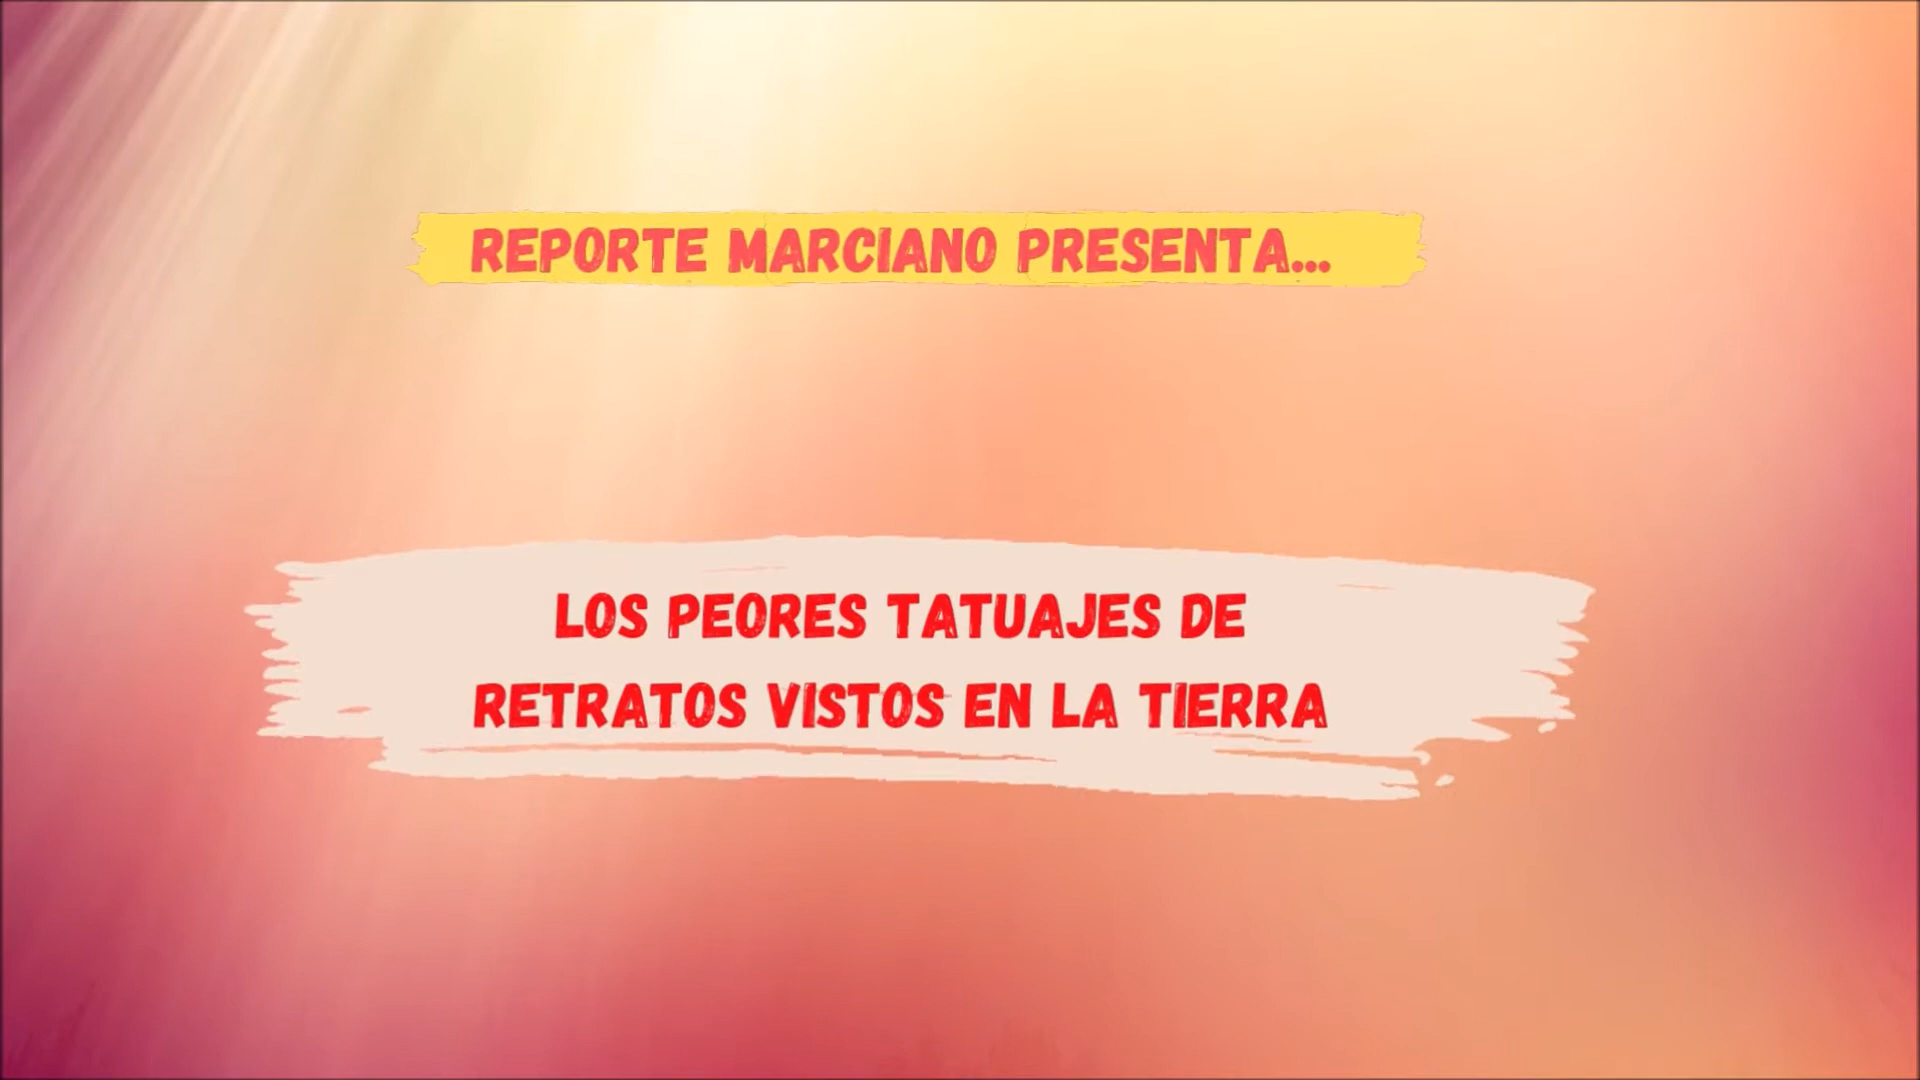 REPORTE MARCIANO PRESENTA...
LOS PEORES TATUAJES DE
RETRATOS VISTOS EN LA TIERRA